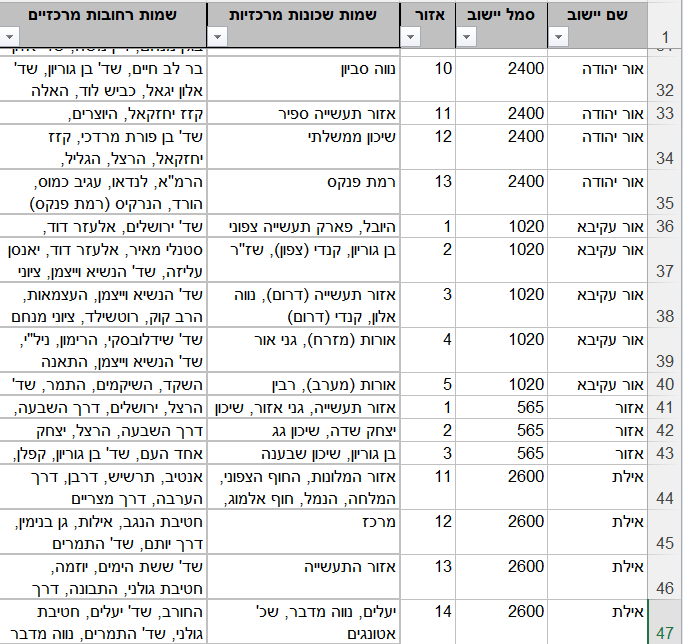 1 שם יישוב סמל יישוב אזור שמות שכונות מרכזיות שמות רחובות מרכזיים
32 אור יהודה 2400 10 נווה סביון בר לב חיים, שד' בן גוריון, שד'
אלון יגאל, כביש לוד, האלה
33 אור יהודה 2400 11 אזור תעשייה ספיר קזז יחזקאל, היוצרים,
34 אור יהודה 2400 12 שיכון ממשלתי שד' בן פורת מרדכי, קזז
יחזקאל, הרצל, הגליל,
35 אור יהודה 2400 13 רמת פנקס הרמ"א, לנדאו, עגיב כמוס,
הורד, הנרקיס (רמת פנקס)
36 אור עקיבא 1020 1 היובל, פארק תעשייה צפוני שד' ירושלים, אלעזר דוד,
37 אור עקיבא 1020 2 בן גוריון, קנדי (צפון), שז"ר סטנלי מאיר, אלעזר דוד, יאנסן
עליזה, שד' הנשיא וייצמן, ציוני
38 אור עקיבא 1020 3 אזור תעשייה (דרום), נווה שד' הנשיא וייצמן, העצמאות,
אלון, קנדי (דרום) הרב קוק, רוטשילד, ציוני מנחם
39 אור עקיבא 1020 4 אורות (מזרח), גני אור שד' שידלובסקי, הרימון, ניל"י,
שד' הנשיא וייצמן, התאנה
40 אור עקיבא 1020 5 אורות (מערב), רבין השקד, השיקמים, התמר, שד'
41 אזור 565 1 אזור תעשייה, גני אזור, שיכון הרצל, ירושלים, דרך השבעה,
42 אזור 565 2 יצחק שדה, שיכון גג דרך השבעה, הרצל, יצחק
43 אזור 565 3 בן גוריון, שיכון שבענה אחד העם, שד' בן גוריון, קפלן,
44 אילת 2600 11 אזור המלונות, החוף הצפוני, אנטיב, תרשיש, דרבן, דרך
המלחה, הנמל, חוף אלמוג, הערבה, דרך מצריים
45 אילת 2600 12 מרכז חטיבת הנגב, אילות, גן בנימין,
דרך יותם, שד' התמרים
46 אילת 2600 13 אזור התעשייה שד' ששת הימים, יוזמה,
חטיבת גולני, התבונה, דרך
47 אילת 2600 14 יעלים, נווה מדבר, שכ' החורב, שד' יעלים, חטיבת
אטונגים גולני, שד' התמרים, נווה מדבר